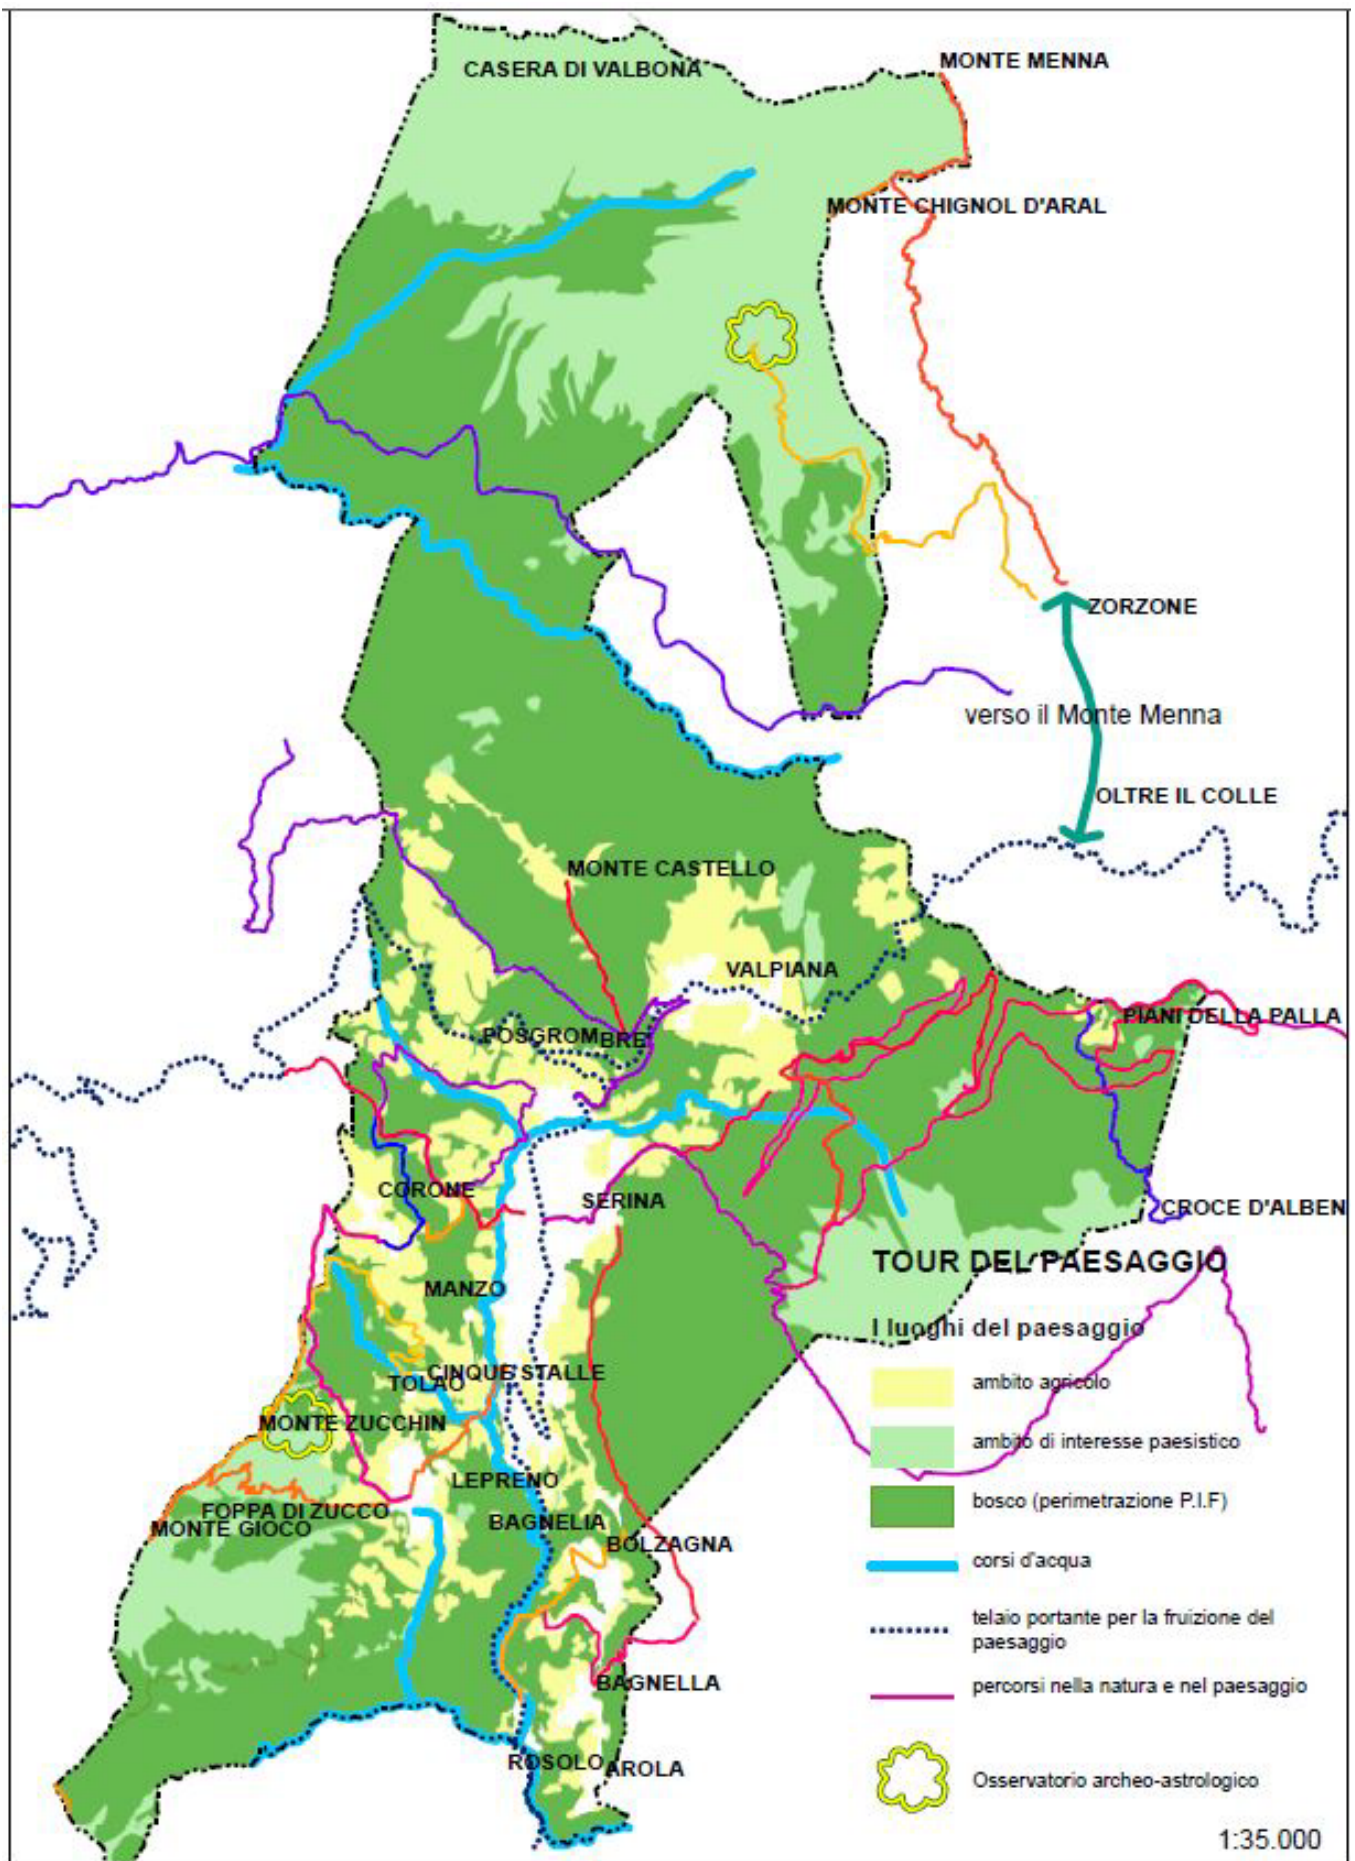 MONTE MENNA
CASERA DI VALBONA
MONTE CHIGNOL D'ARAL
ZORZONE
verso il Monte Menna
OLTRE IL COLLE
MONTE CASTELLO
VALPIANA
PIANI DELLA PALLA
POSGROMBRE
CORONE
SERINA
CROCE D'ALBEN
MANZO
CINQUE STALLE
TOLAO
MONTE ZUCCHIN
LEPRENO
FOPPA DI ZUCCO
MONTE GIOCO
BAGNELIA
BOLZAGNA
BAGNELLA
ROSOLO
AROLA
TOUR DEL PAESAGGIO
I luoghi del paesaggio
ambito agricolo
ambito di interesse paesistico
bosco (perimetrazione P.I.F)
corsi d'acqua
telaio portante per la fruizione del
paesaggio
percorsi nella natura e nel paesaggio
Osservatorio archeo-astrologico
1:35.000